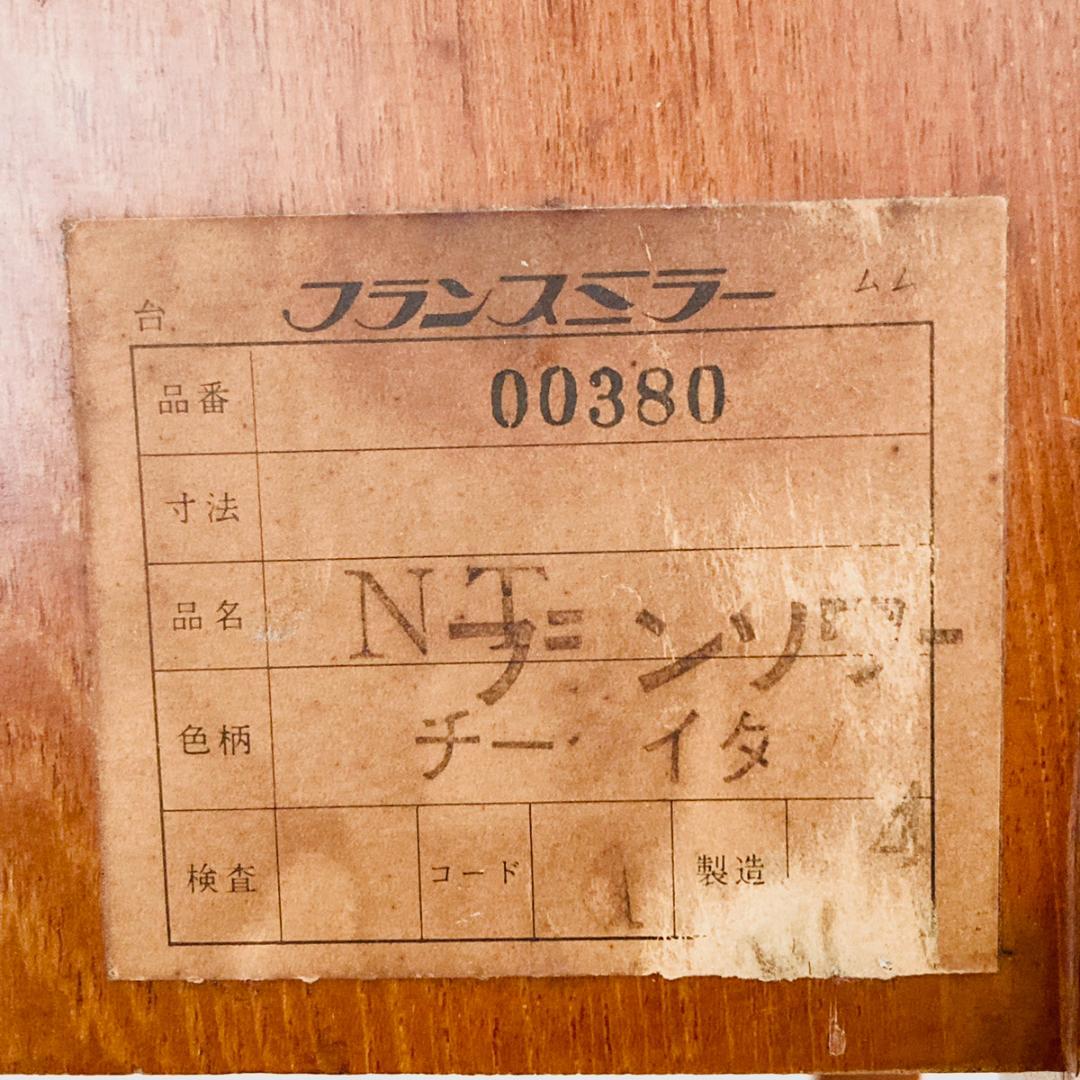 フランスミラー
台 ムム
品番 00380
寸法
品名 NT=
色柄 チー イタ
検査 コード 1 製造 4